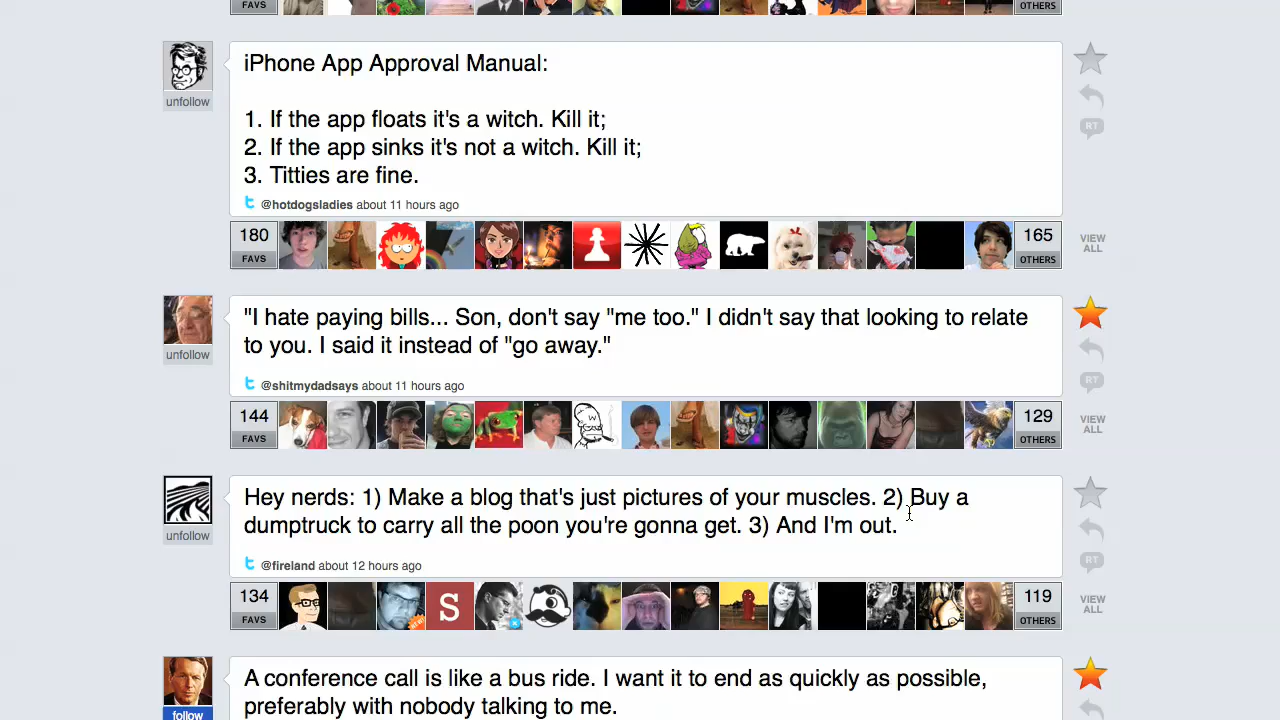 FAVS
OTHERS
iPhone App Approval Manual:
1. If the app floats it's a witch. Kill it;
2. If the app sinks it's not a witch. Kill it;
3. Titties are fine.
@hotdogsladies about 11 hours ago
unfollow
RT
180
FAVS
165
OTHERS
VIEW
ALL
"I hate paying bills... Son, don't say "me too." I didn't say that looking to relate
to you. I said it instead of "go away."
@shitmydadsays about 11 hours ago
unfollow
RT
144
FAVS
129
OTHERS
VIEW
ALL
Hey nerds: 1) Make a blog that's just pictures of your muscles. 2) Buy a
dumptruck to carry all the poon you're gonna get. 3) And I'm out.
@fireland about 12 hours ago
unfollow
RT
134
FAVS
S
119
OTHERS
VIEW
ALL
A conference call is like a bus ride. I want it to end as quickly as possible,
preferably with nobody talking to me.
follow